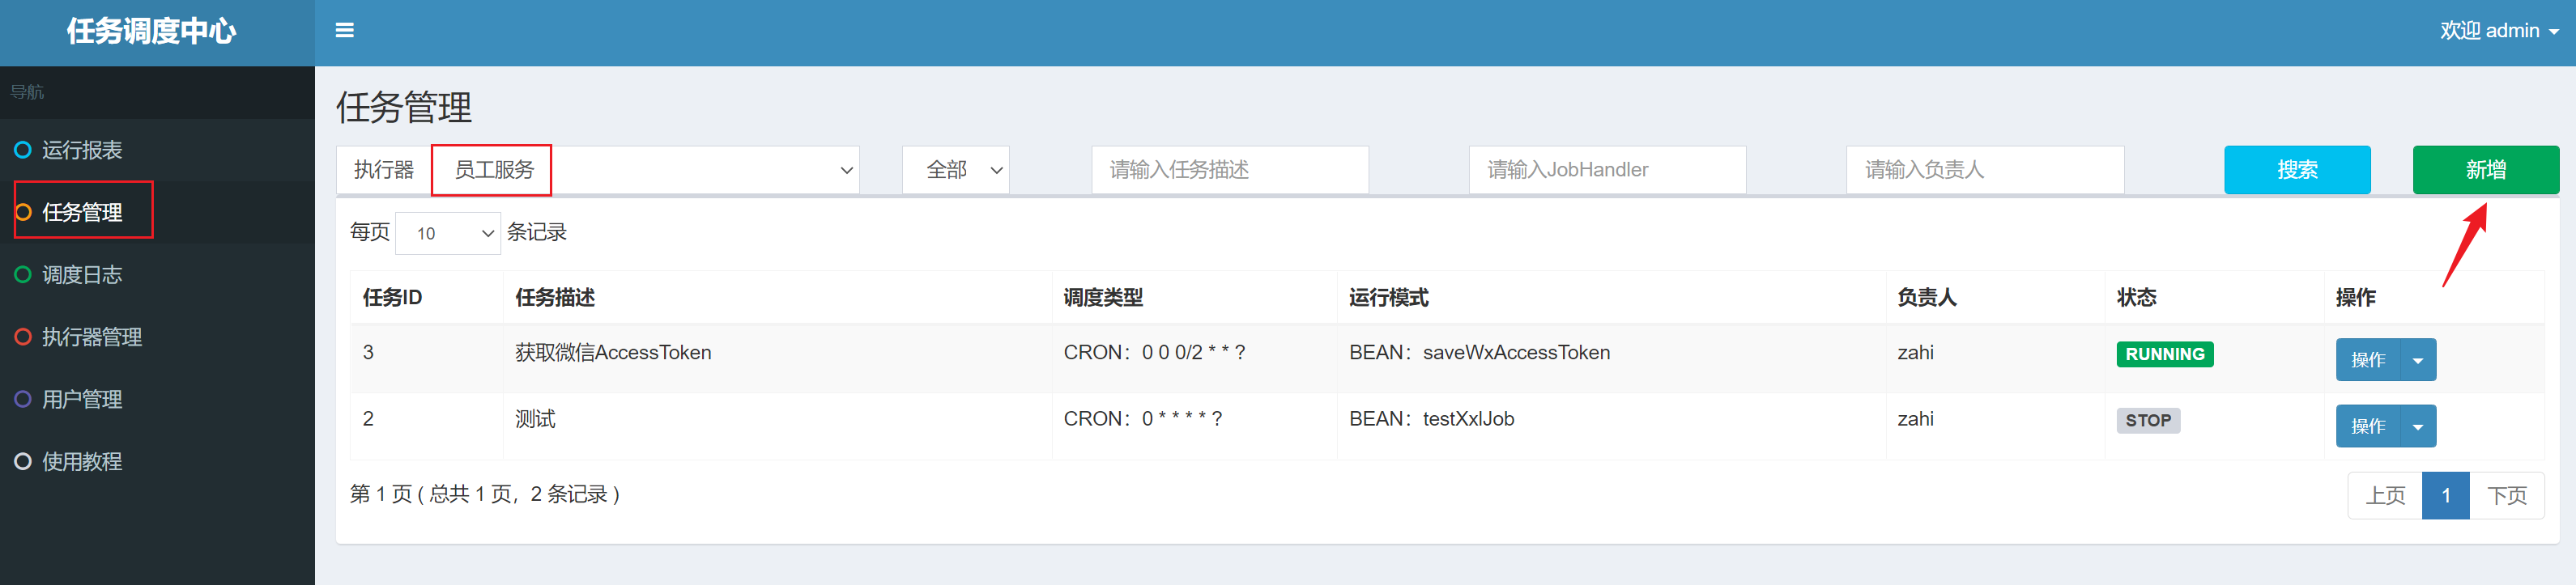 任务调度中心
欢迎 admin
导航
运行报表
任务管理
调度日志
执行器管理
用户管理
使用教程
任务管理
执行器 员工服务 全部 请输入任务描述 请输入JobHandler 请输入负责人 搜索 新增
每页 10 条记录
任务ID 任务描述 调度类型 运行模式 负责人 状态 操作
3 获取微信AccessToken CRON：0 0 0/2 * * ? BEAN：saveWxAccessToken zahi RUNNING 操作
2 测试 CRON：0 * * * * ? BEAN：testXxlJob zahi STOP 操作
第 1 页 ( 总共 1 页，2 条记录 ) 上页 1 下页